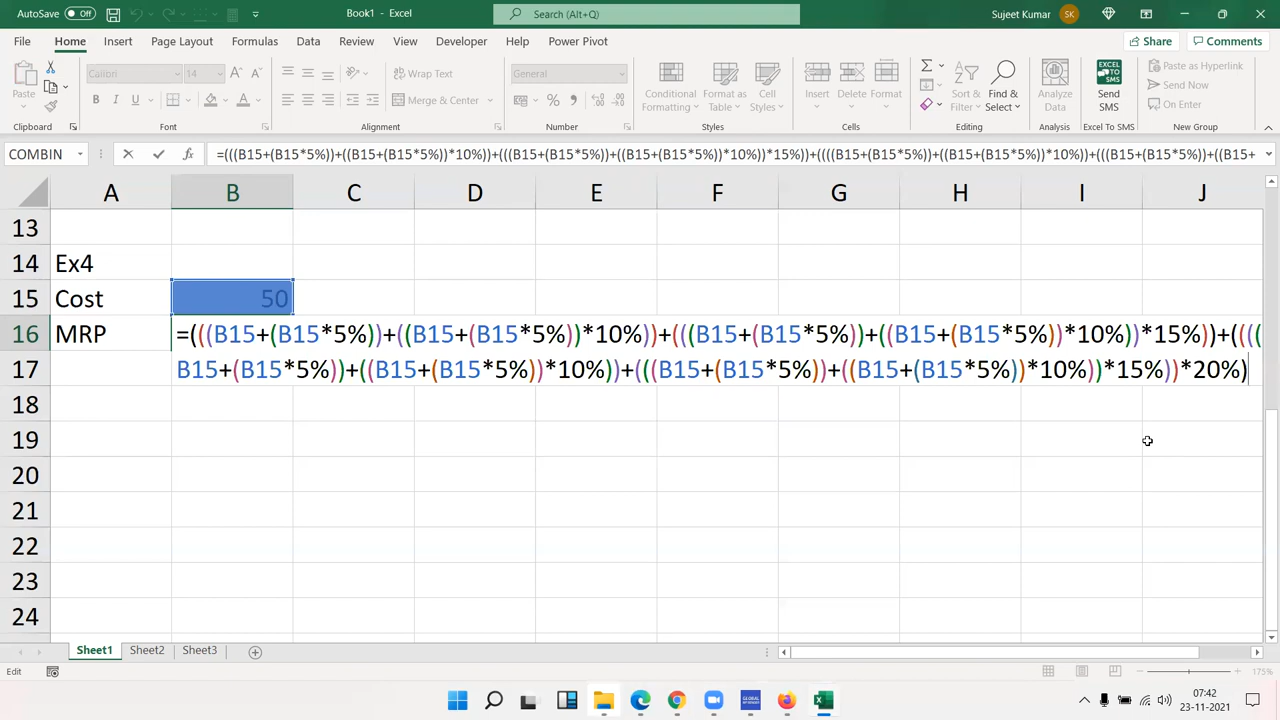 AutoSave Off Book1 - Excel Search (Alt+Q) Sujeet Kumar SK
File Home Insert Page Layout Formulas Data Review View Developer Help Power Pivot Share Comments
Paste Calibri 14 Wrap Text General Conditional Formatting Format as Table Cell Styles Insert Delete Format Sort & Filter Find & Select Analyze Data Send SMS Paste as Hyperlink
Send Now
B I U Merge & Center On Enter
Clipboard Font Alignment Number Styles Cells Editing Analysis Excel To SMS New Group
COMBIN fx =(((B15+(B15*5%))+((B15+(B15*5%))*10%))+(((B15+(B15*5%))+((B15+(B15*5%))*10%))*15%))+((((B15+(B15*5%))+((B15+(B15*5%))*10%))+(((B15+(B15*5%))+((B15+
A B C D E F G H I J
13
14 Ex4
15 Cost 50
16 MRP =(((B15+(B15*5%))+((B15+(B15*5%))*10%))+(((B15+(B15*5%))+((B15+(B15*5%))*10%))*15%))+((((
17 B15+(B15*5%))+((B15+(B15*5%))*10%))+(((B15+(B15*5%))+((B15+(B15*5%))*10%))*15%))*20%)
18
19
20
21
22
23
24
Sheet1 Sheet2 Sheet3
Edit 175%
07:42
23-11-2021